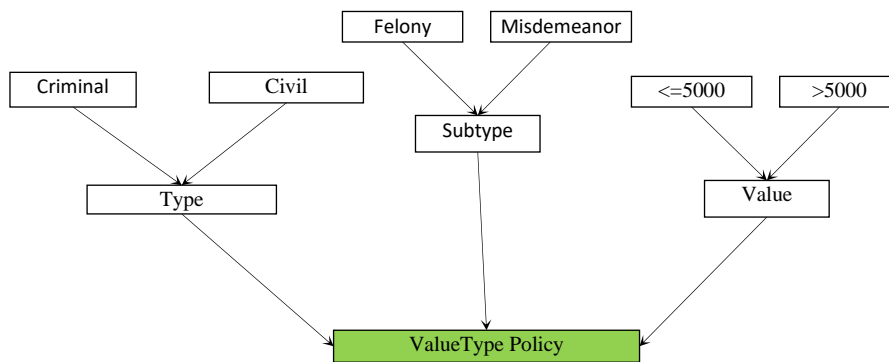 Felony
Misdemeanor
Criminal
Civil
<=5000
>5000
Subtype
Type
Value
ValueType Policy